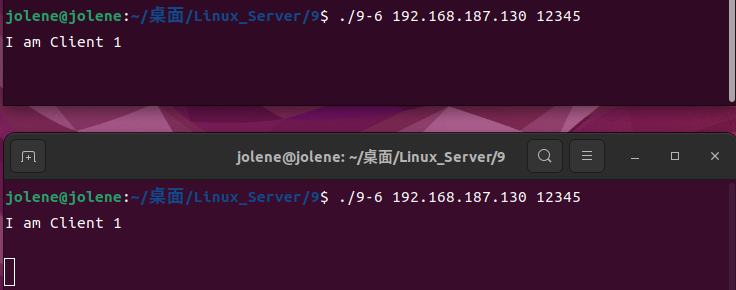 jolene@jolene:~/桌面/Linux_Server/9$ ./9-6 192.168.187.130 12345
I am Client 1
jolene@jolene: ~/桌面/Linux_Server/9
jolene@jolene:~/桌面/Linux_Server/9$ ./9-6 192.168.187.130 12345
I am Client 1